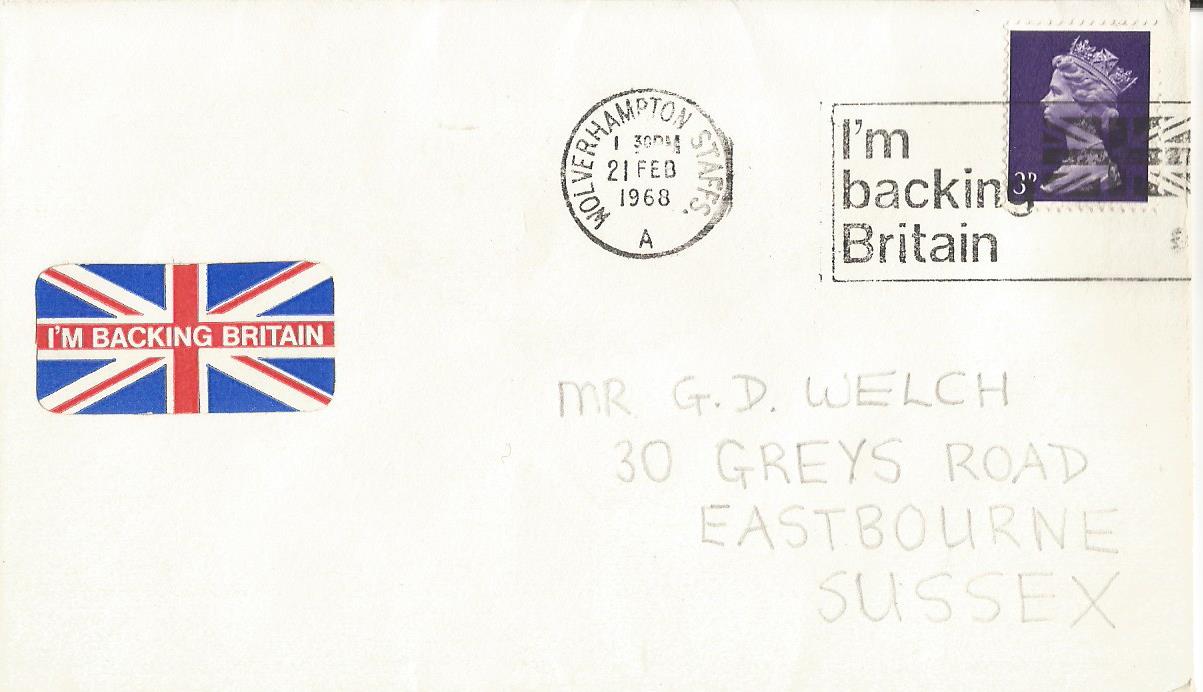 WOLVERHAMPTON STAFFS.
1 30PM
21 FEB
1968
A
I'm
backing
Britain
3D
I'M BACKING BRITAIN
MR G.D. WELCH
30 GREYS ROAD
EASTBOURNE
SUSSEX